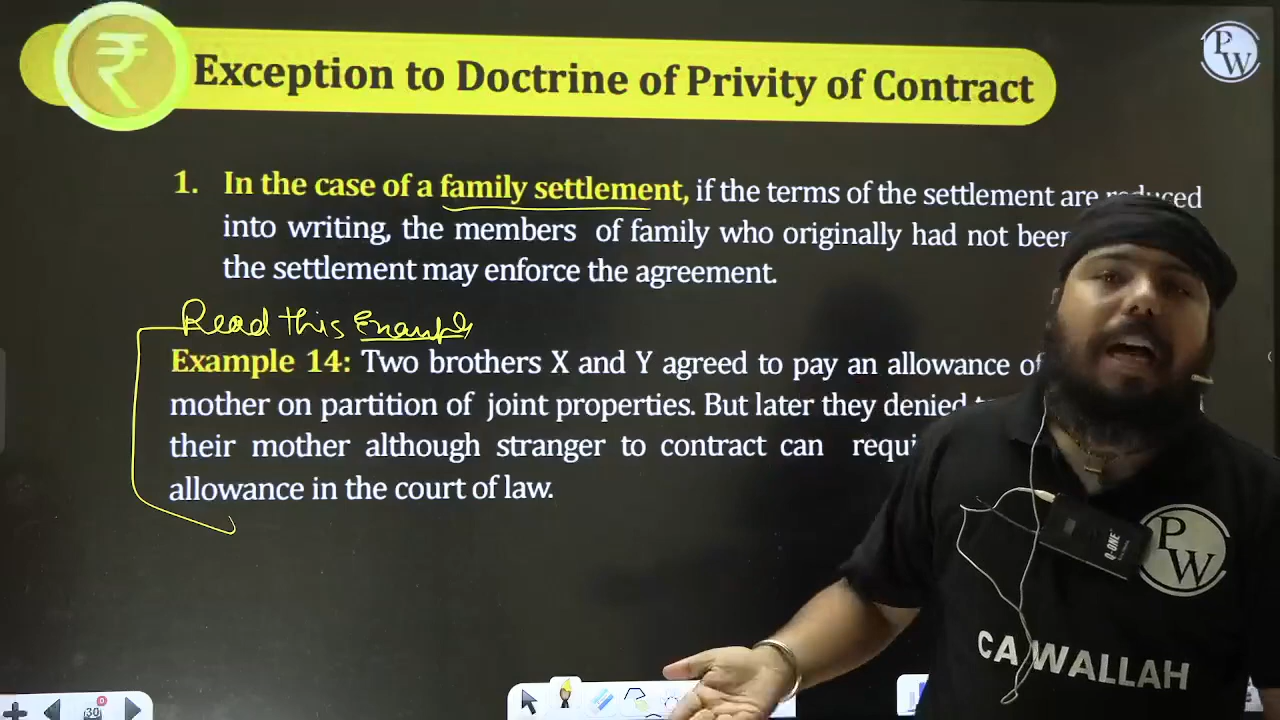 ₹
Exception to Doctrine of Privity of Contract
PW
1. In the case of a family settlement, if the terms of the settlement are reduced
into writing, the members of family who originally had not been
the settlement may enforce the agreement.
Read this Example
Example 14: Two brothers X and Y agreed to pay an allowance of
mother on partition of joint properties. But later they denied
their mother although stranger to contract can
allowance in the court of law.
Q-ONE
PW
CA WALLAH
30